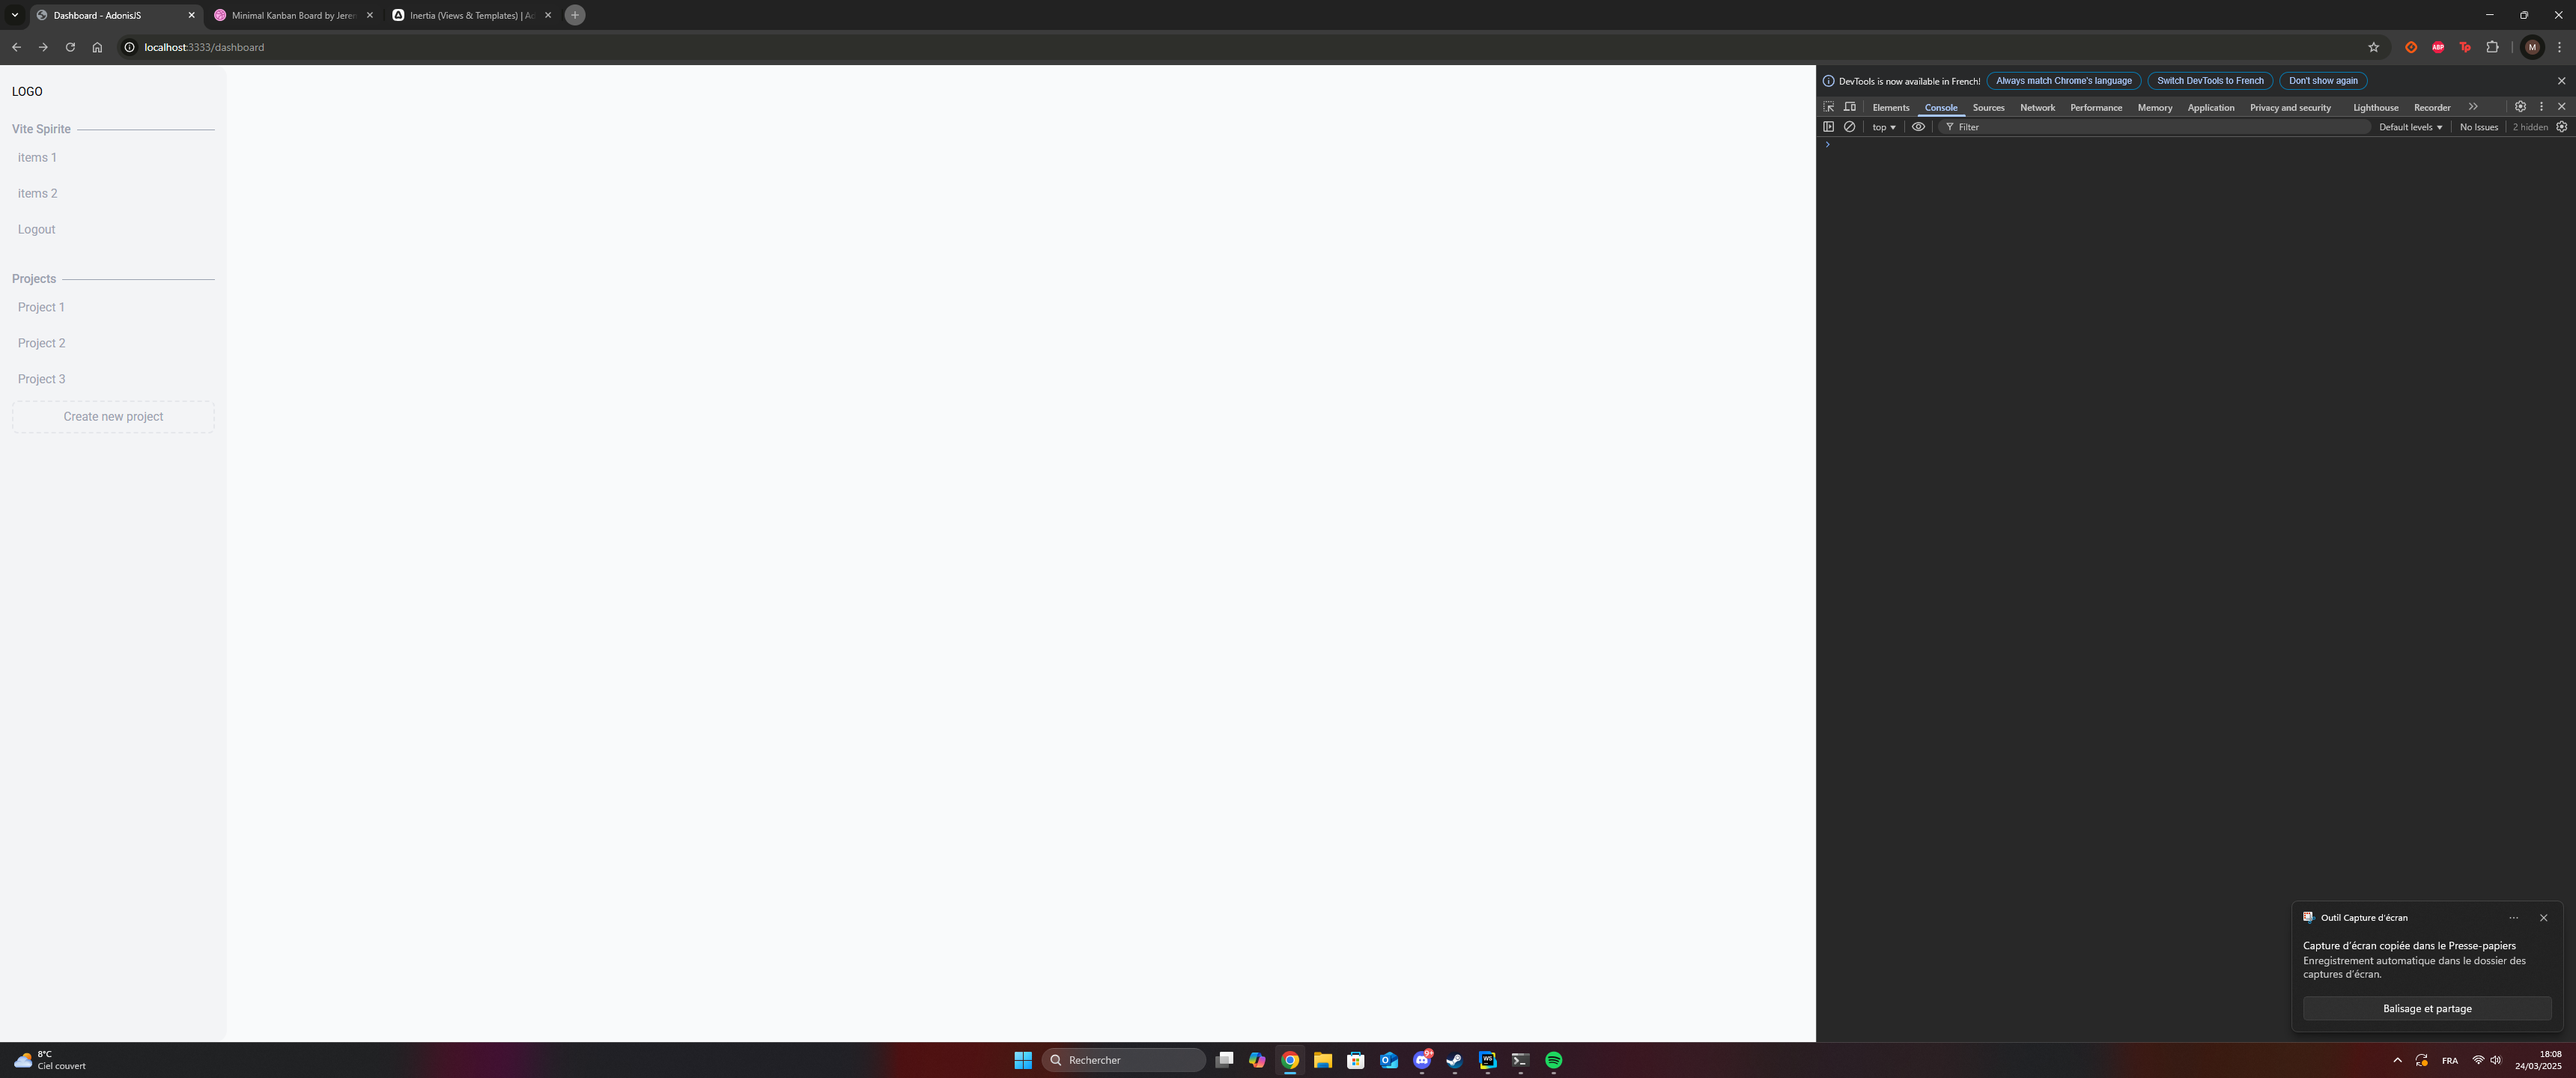 Dashboard - AdonisJS
Minimal Kanban Board by Jere
Inertia (Views & Templates) | A
localhost:3333/dashboard
M
LOGO
Vite Spirite
items 1
items 2
Logout
Projects
Project 1
Project 2
Project 3
Create new project
DevTools is now available in French!
Always match Chrome's language
Switch DevTools to French
Don't show again
Elements
Console
Sources
Network
Performance
Memory
Application
Privacy and security
Lighthouse
Recorder
top
Filter
Default levels
No Issues
2 hidden
Outil Capture d'écran
Capture d'écran copiée dans le Presse-papiers
Enregistrement automatique dans le dossier des
captures d'écran.
Balisage et partage
8°C
Ciel couvert
Rechercher
FRA
18:08
24/03/2025